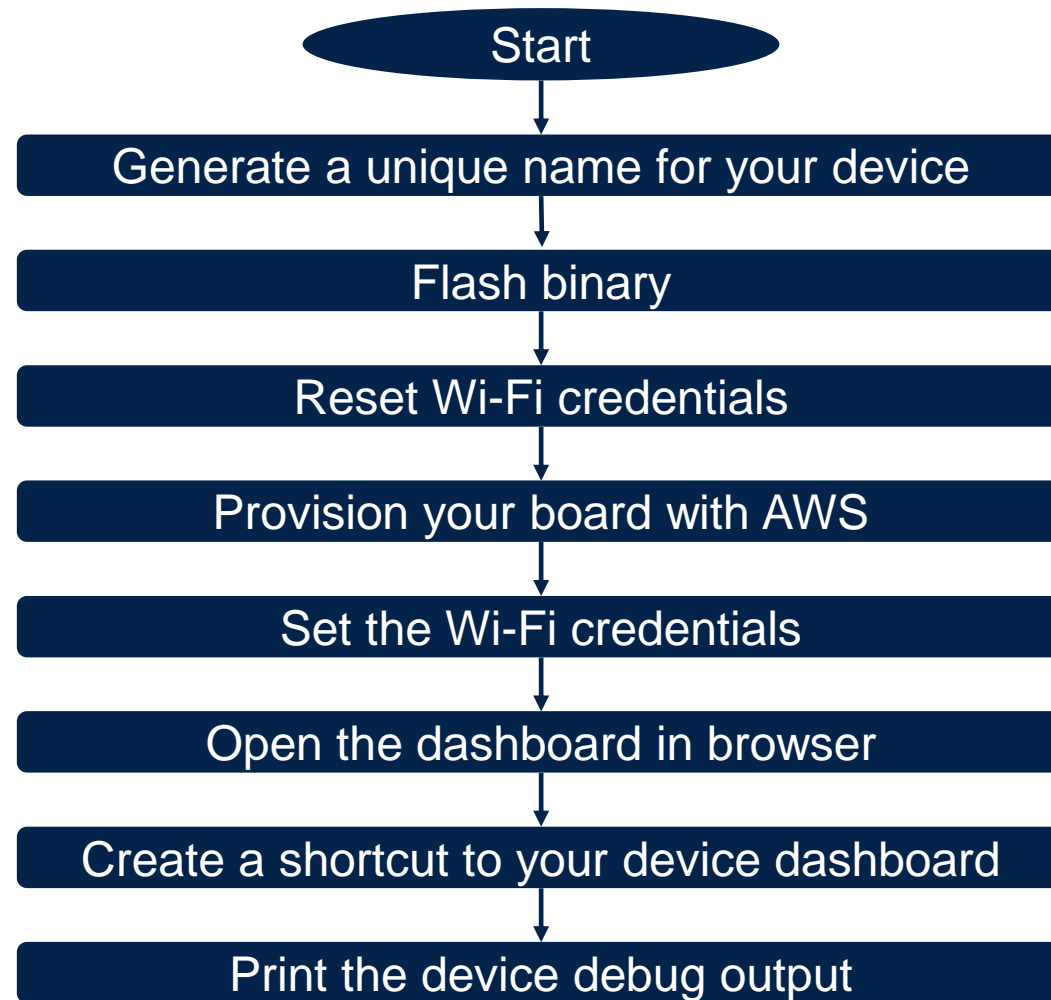 Start
Generate a unique name for your device
Flash binary
Reset Wi-Fi credentials
Provision your board with AWS
Set the Wi-Fi credentials
Open the dashboard in browser
Create a shortcut to your device dashboard
Print the device debug output